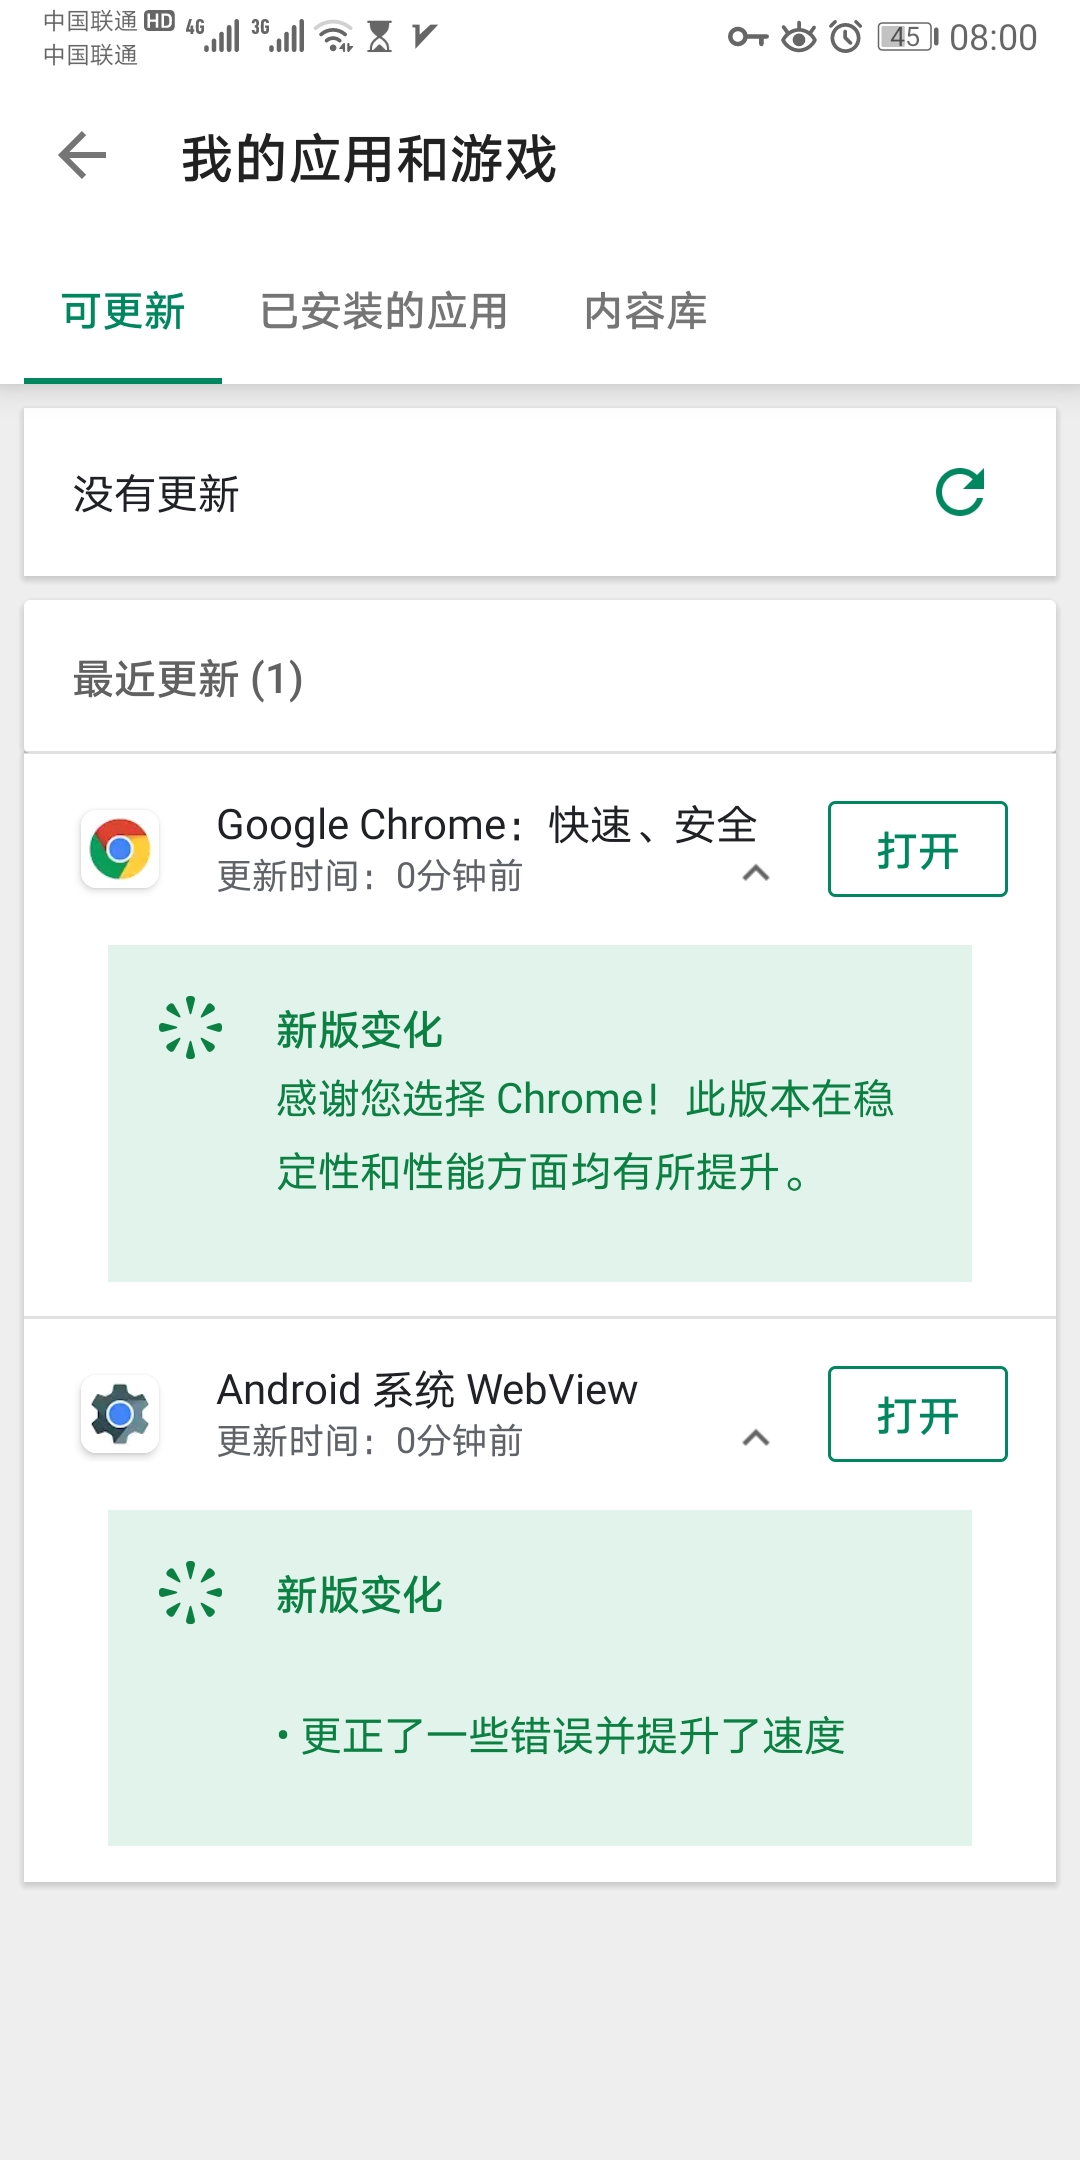 中国联通 HD 4G 3G 45 08:00
中国联通
我的应用和游戏
可更新 已安装的应用 内容库
没有更新
最近更新 (1)
Google Chrome：快速、安全
更新时间：0分钟前
打开
新版变化
感谢您选择 Chrome！此版本在稳
定性和性能方面均有所提升。
Android 系统 WebView
更新时间：0分钟前
打开
新版变化
• 更正了一些错误并提升了速度